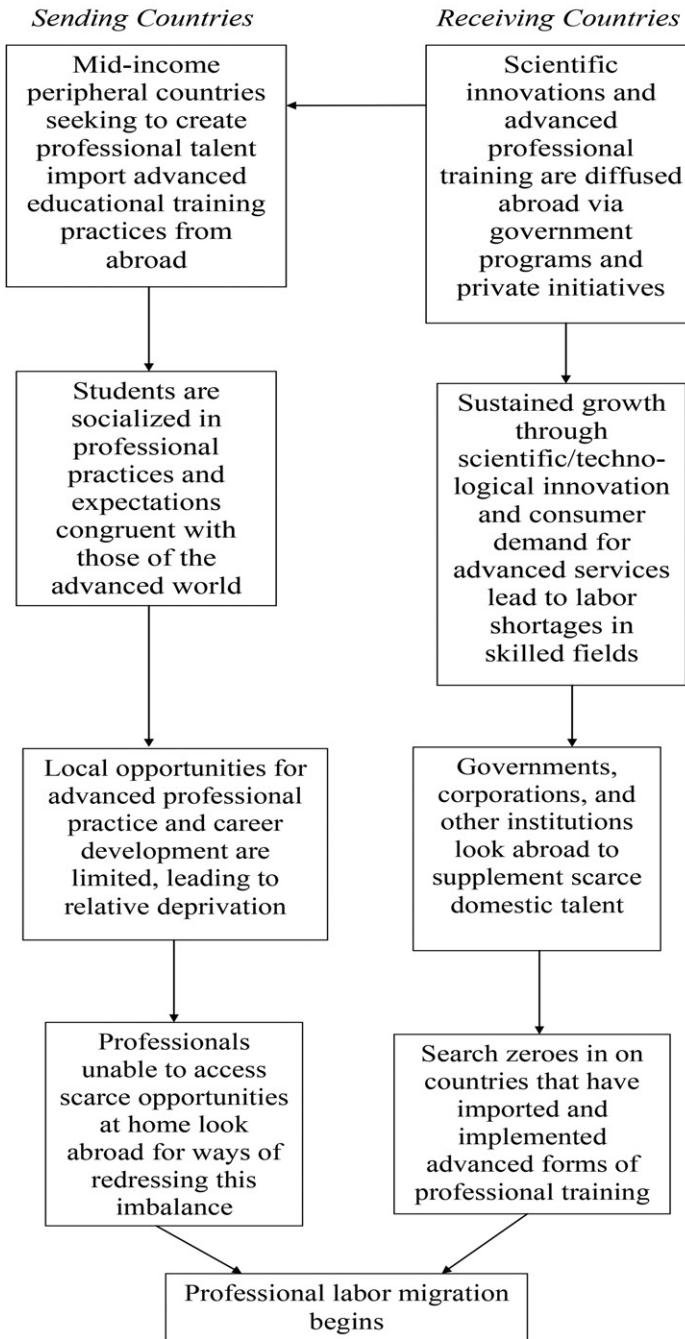 Sending Countries
Receiving Countries
Mid-income
peripheral countries
seeking to create
professional talent
import advanced
educational training
practices from
abroad
Scientific
innovations and
advanced
professional
training are diffused
abroad via
government
programs and
private initiatives
Students are
socialized in
professional
practices and
expectations
congruent with
those of the
advanced world
Sustained growth
through
scientific/techno-
logical innovation
and consumer
demand for
advanced services
lead to labor
shortages in
skilled fields
Local opportunities for
advanced professional
practice and career
development are
limited, leading to
relative deprivation
Governments,
corporations, and
other institutions
look abroad to
supplement scarce
domestic talent
Professionals
unable to access
scarce opportunities
at home look
abroad for ways of
redressing this
imbalance
Search zeroes in on
countries that have
imported and
implemented
advanced forms of
professional training
Professional labor migration
begins